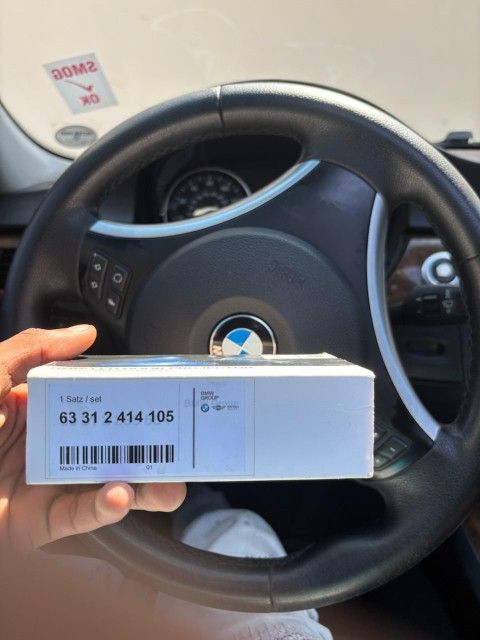 SMOG
OK
1 Satz / set
63 31 2 414 105
BMW
GROUP
Made in China
01